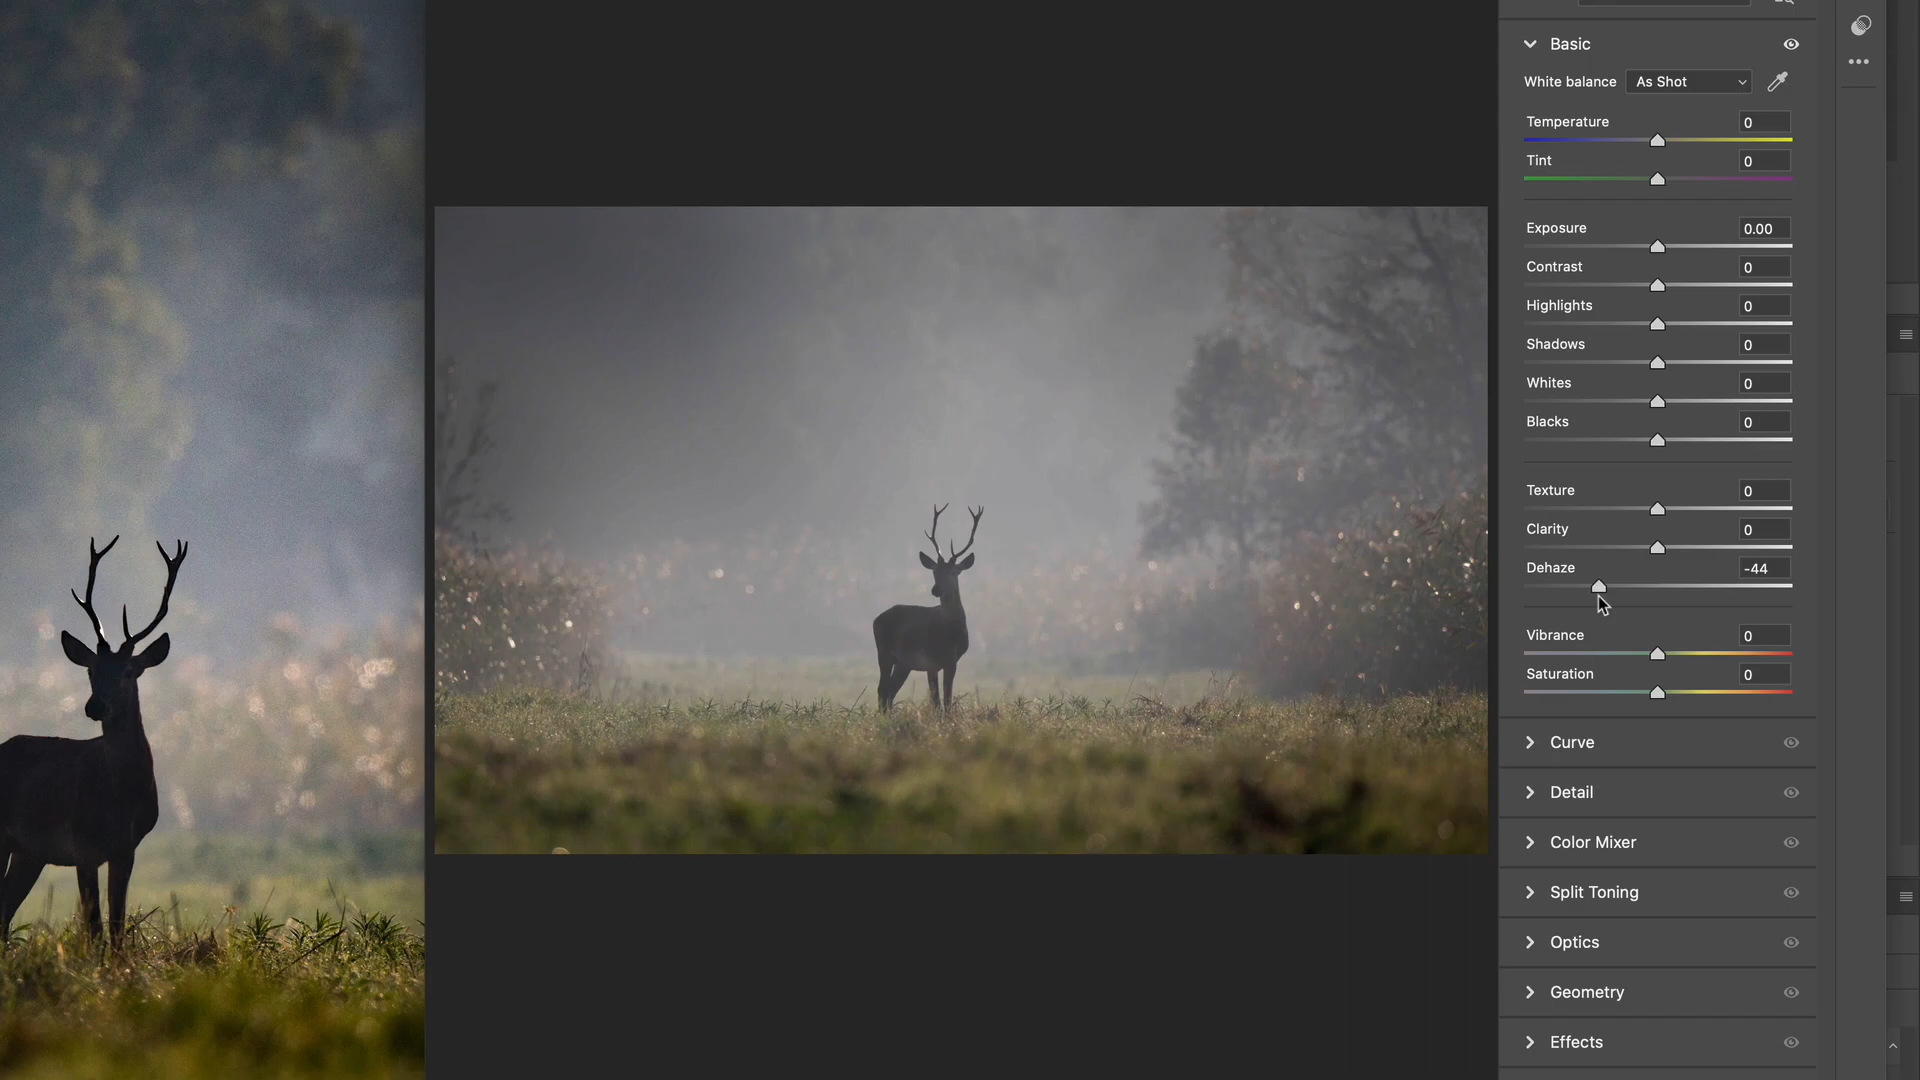 Basic
White balance As Shot
Temperature 0
Tint 0
Exposure 0.00
Contrast 0
Highlights 0
Shadows 0
Whites 0
Blacks 0
Texture 0
Clarity 0
Dehaze -44
Vibrance 0
Saturation 0
Curve
Detail
Color Mixer
Split Toning
Optics
Geometry
Effects